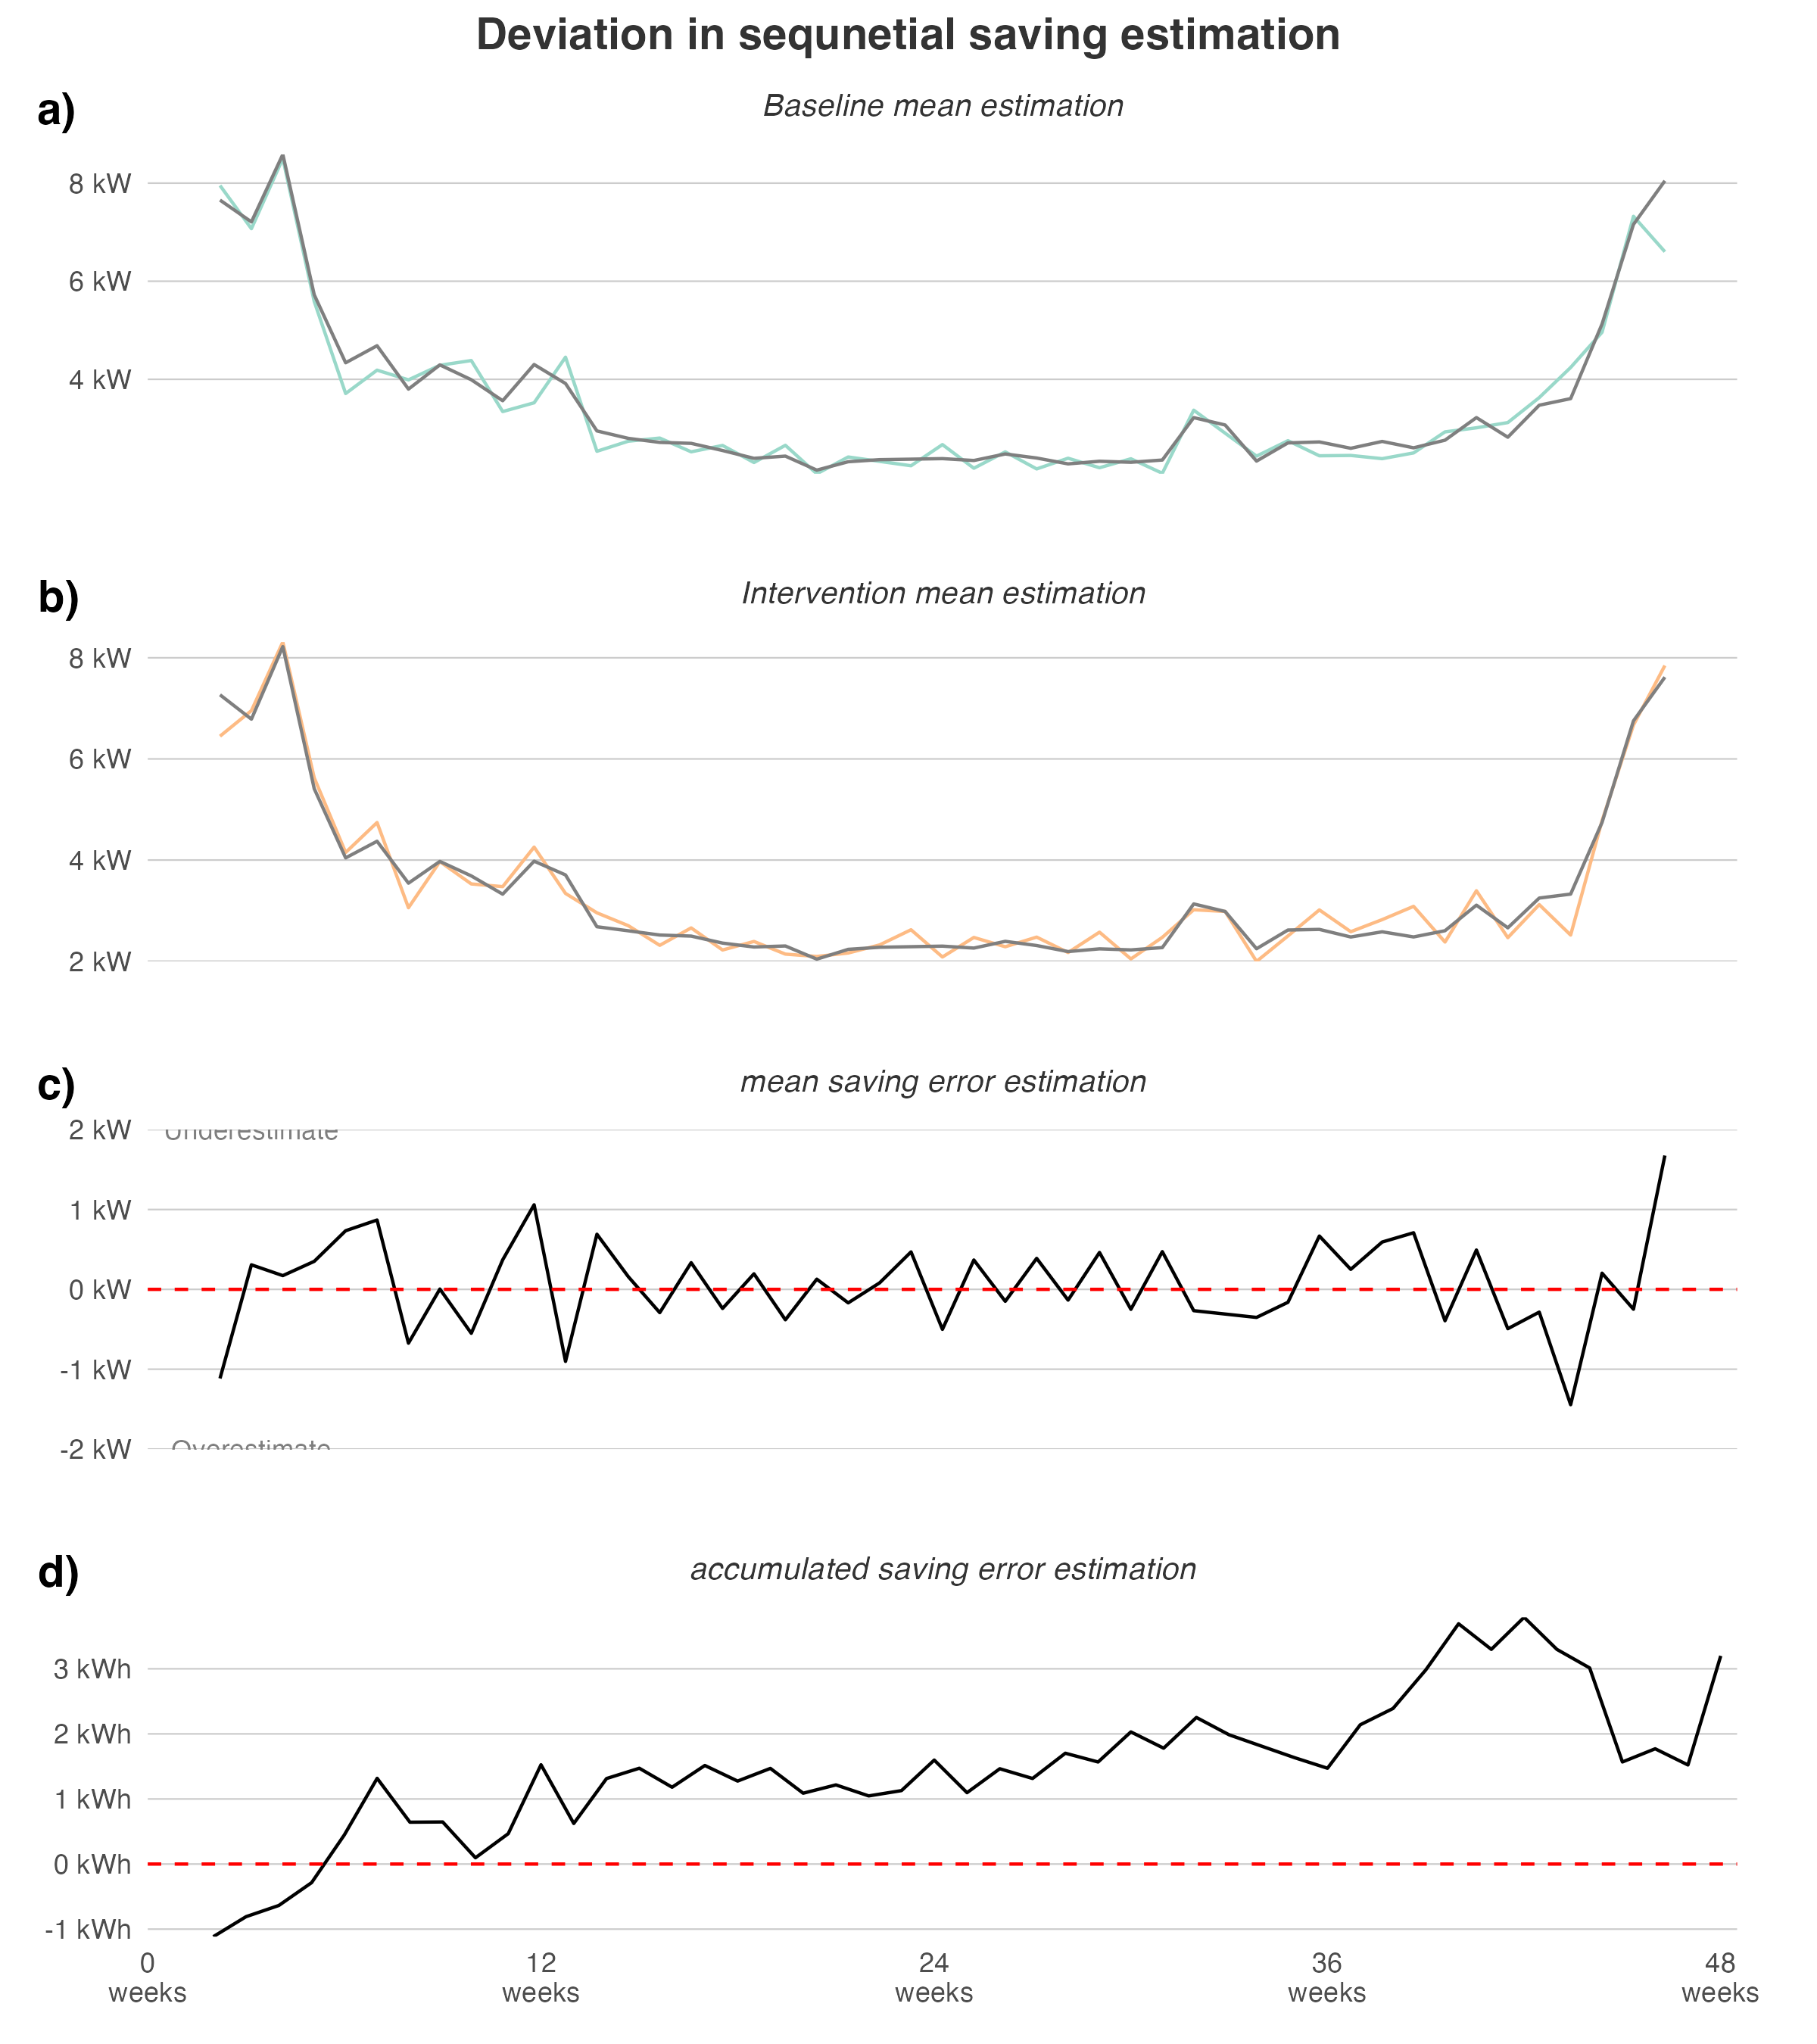 Deviation in sequnetial saving estimation
a)
Baseline mean estimation
8 kW
6 kW
4 kW
b)
Intervention mean estimation
8 kW
6 kW
4 kW
2 kW
c)
mean saving error estimation
2 kW
Underestimate
1 kW
0 kW
-1 kW
-2 kW
Overestimate
d)
accumulated saving error estimation
3 kWh
2 kWh
1 kWh
0 kWh
-1 kWh
0 12 24 36 48
weeks weeks weeks weeks weeks